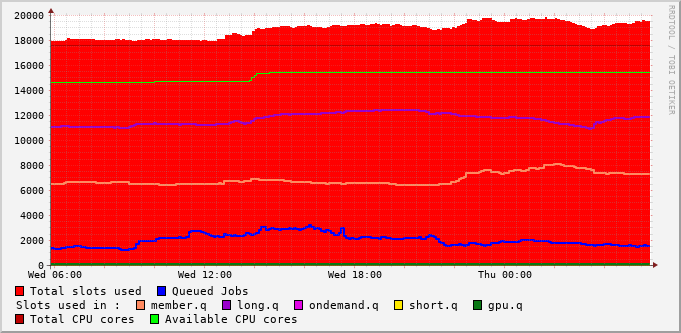 20000
18000
16000
14000
12000
10000
8000
6000
4000
2000
0
Wed 06:00 Wed 12:00 Wed 18:00 Thu 00:00
Total slots used Queued Jobs
Slots used in : member.q long.q ondemand.q short.q gpu.q
Total CPU cores Available CPU cores
RRDTOOL / TOBI OETIKER